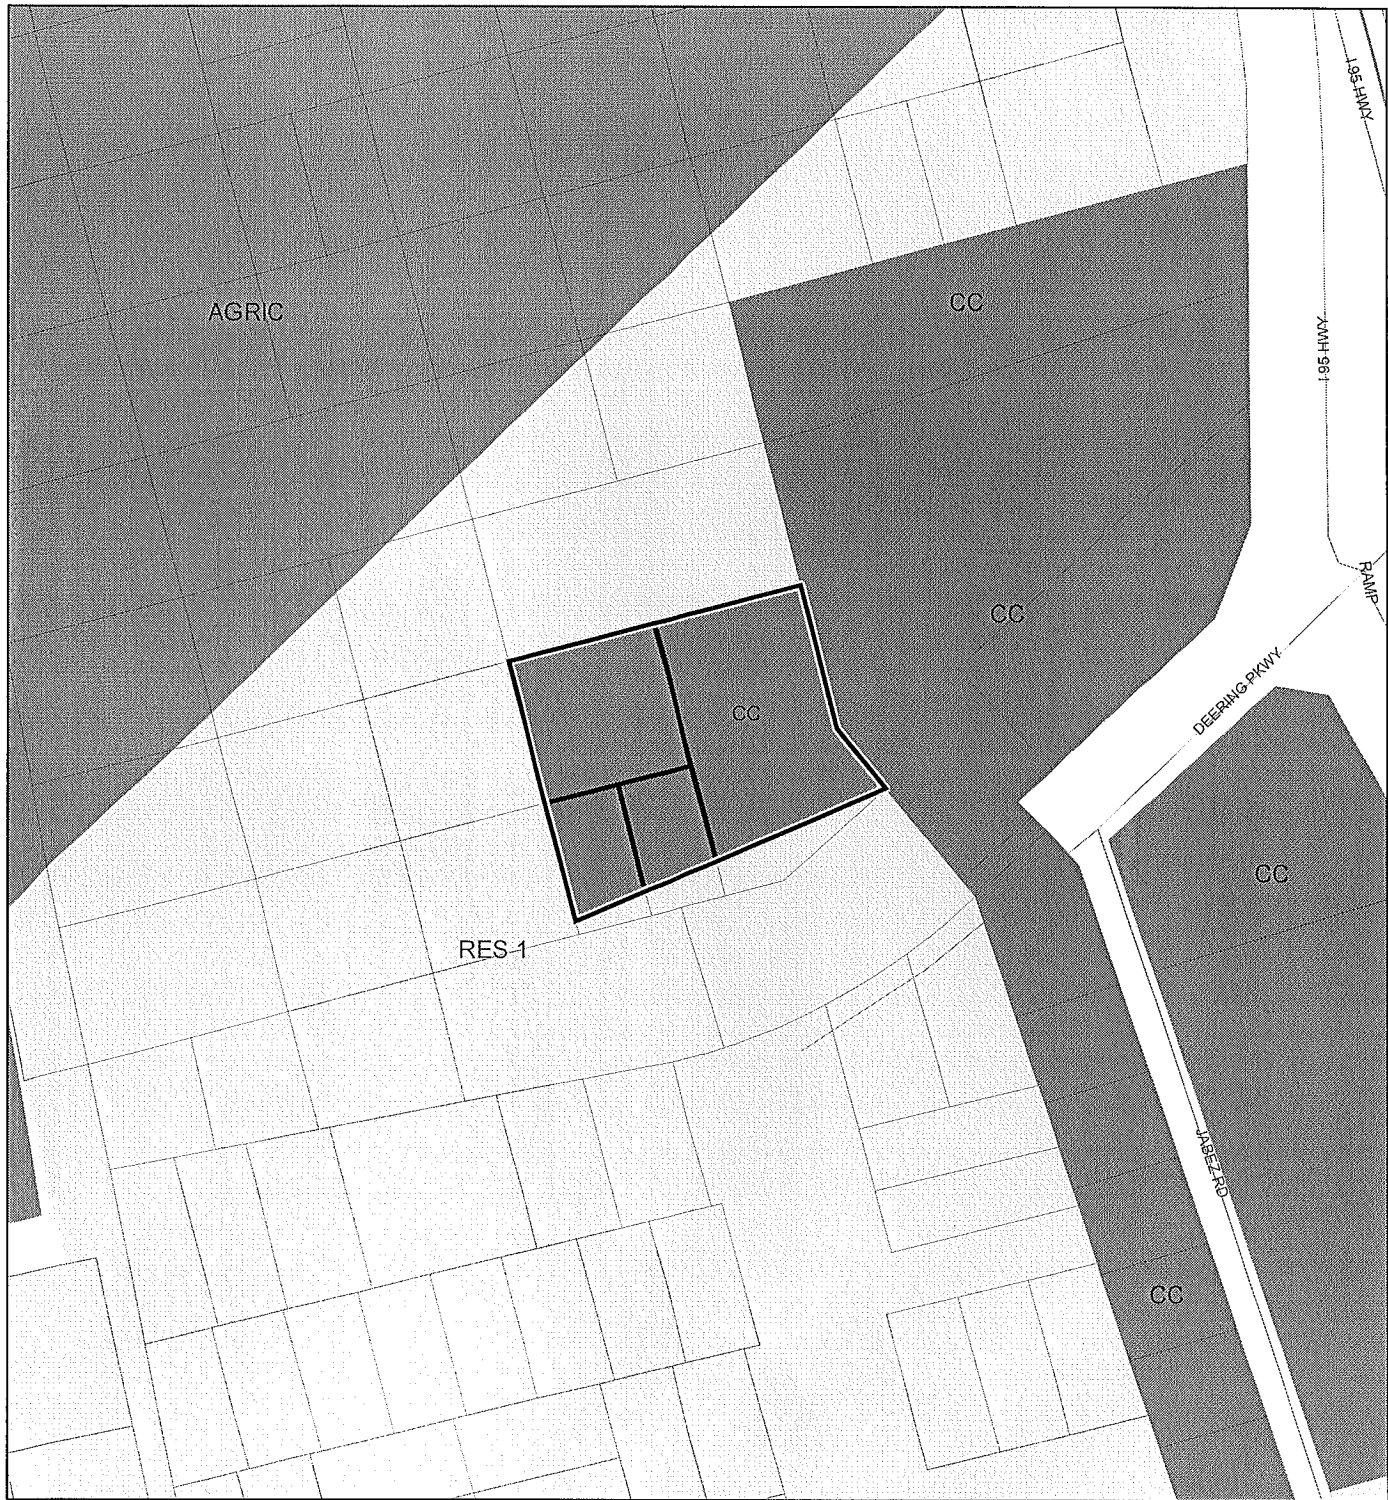 I 95 HWY
AGRIC
CC
I 95 HWY
RAMP
CC
DEERING PKWY
CC
CC
RES 1
JABEZ RD
CC